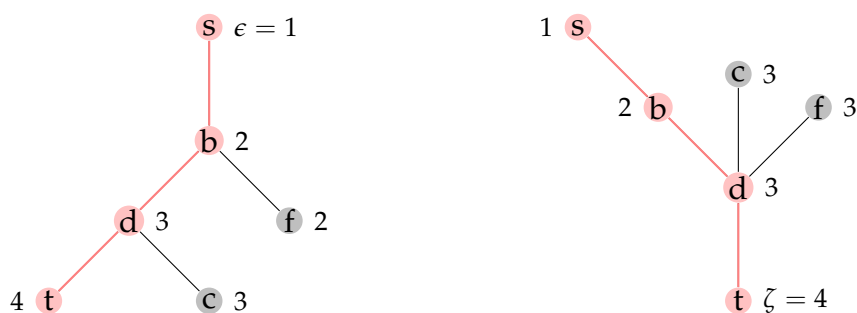 s ϵ = 1
b 2
d 3
f 2
4 t
c 3
1 s
c 3
2 b
f 3
d 3
t ζ = 4